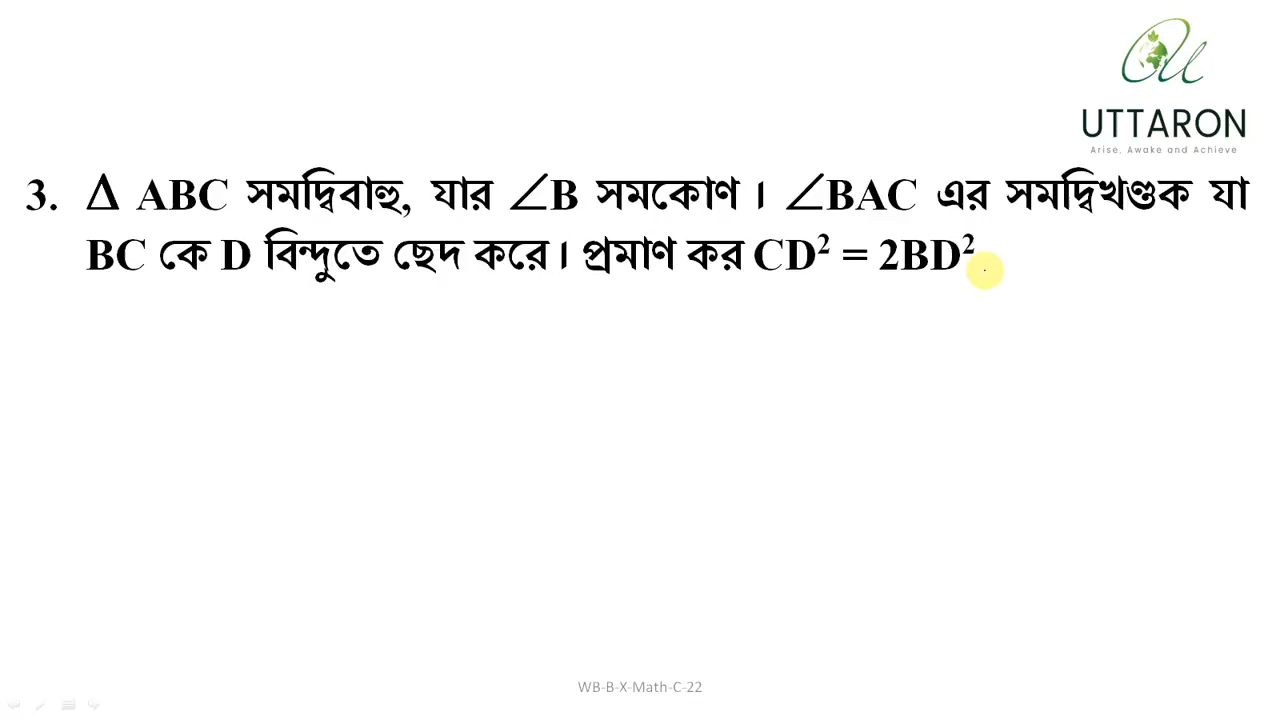 UTTARON
Arise, Awake and Achieve
3. Δ ABC সমদ্বিবাহু, যার ∠B সমকোণ। ∠BAC এর সমদ্বিখণ্ডক যা
BC কে D বিন্দুতে ছেদ করে। প্রমাণ কর CD² = 2BD²
WB-B-X-Math-C-22